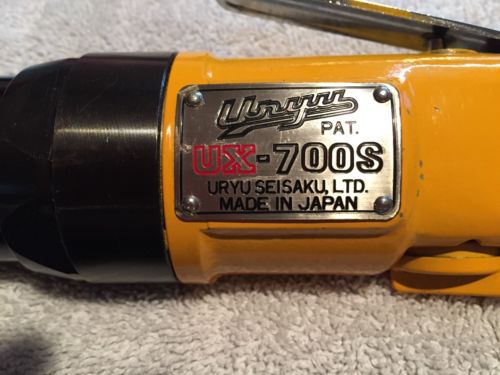 Uryu
PAT.
UX-700S
URYU SEISAKU, LTD.
MADE IN JAPAN